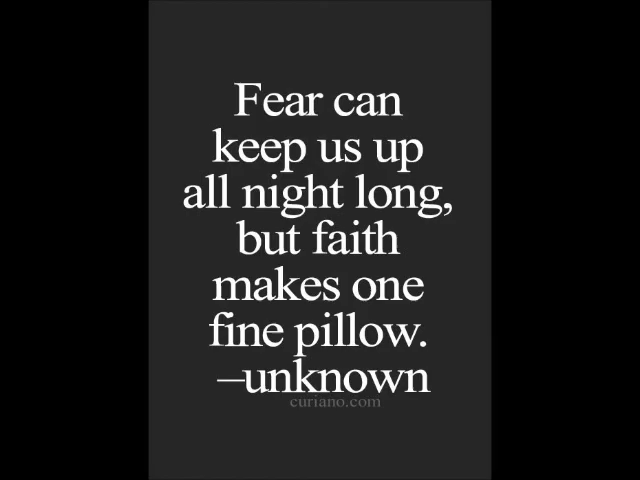 Fear can
keep us up
all night long,
but faith
makes one
fine pillow.
–unknown
curiano.com